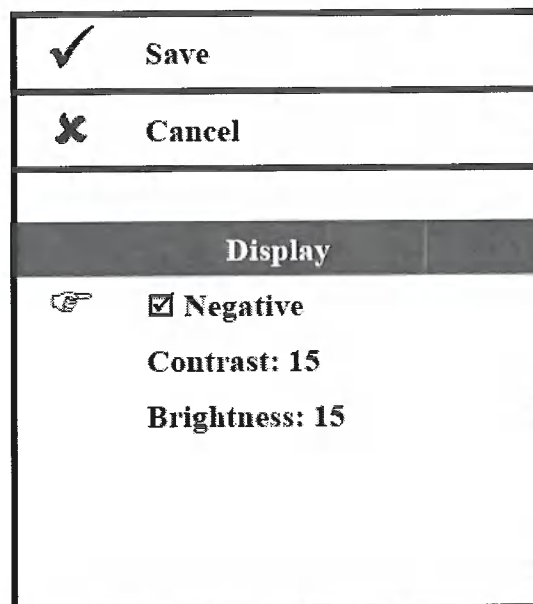 Save
Cancel
Display
☑ Negative
Contrast: 15
Brightness: 15